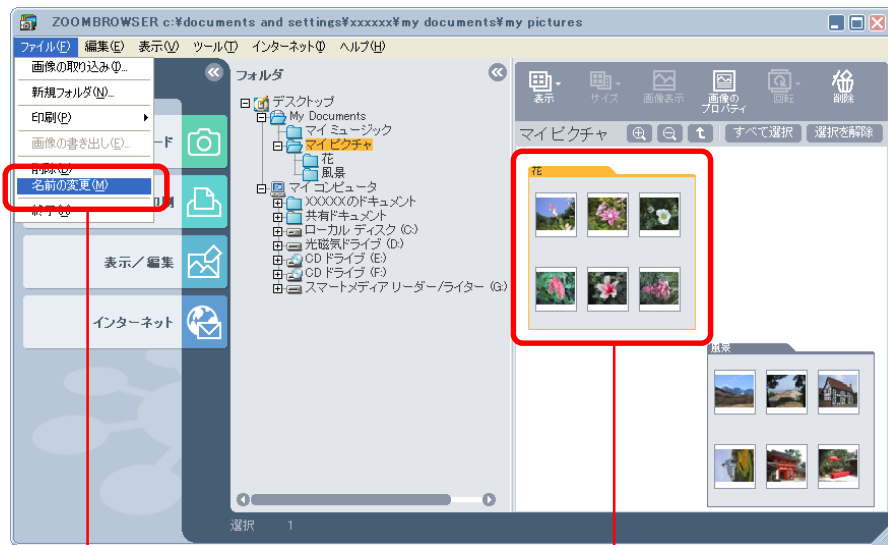 ZOOMBROWSER c:¥documents and settings¥xxxxxx¥my documents¥my pictures
ファイル(F) 編集(E) 表示(V) ツール(T) インターネット(I) ヘルプ(H)
画像の取り込み(I)...
新規フォルダ(N)...
印刷(P)
画像の書き出し(E)...
削除(D)
名前の変更(M)
終了(X)
ード
印刷
表示／編集
インターネット
フォルダ
デスクトップ
My Documents
マイ ミュージック
マイ ピクチャ
花
風景
マイ コンピュータ
XXXXXのドキュメント
共有ドキュメント
ローカル ディスク (C:)
光磁気ドライブ (D:)
CD ドライブ (E:)
CD ドライブ (F:)
スマートメディア リーダー/ライター (G:)
表示 サイズ 画像表示 画像のプロパティ 回転 削除
マイ ピクチャ すべて選択 選択を解除
花
風景
選択 1